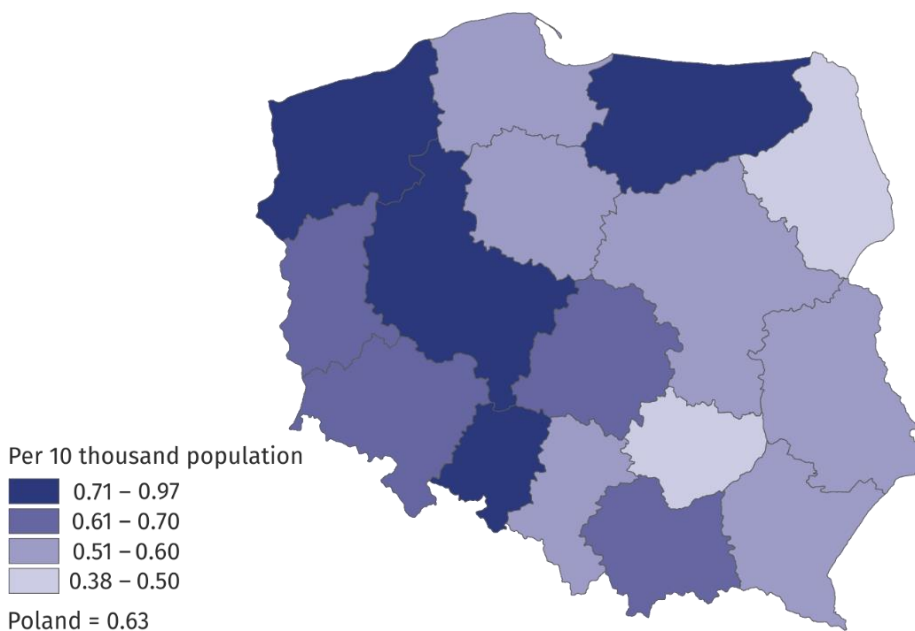 Per 10 thousand population
0.71 – 0.97
0.61 – 0.70
0.51 – 0.60
0.38 – 0.50
Poland = 0.63